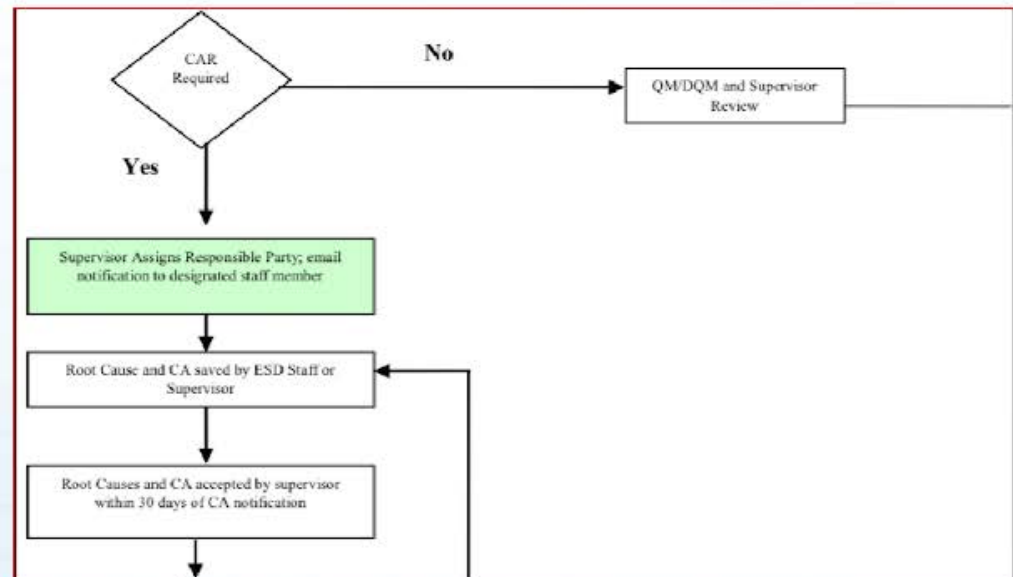 CAR
Required
No
QM/DQM and Supervisor
Review
Yes
Supervisor Assigns Responsible Party; email
notification to designated staff member
Root Cause and CA saved by ESD Staff or
Supervisor
Root Causes and CA accepted by supervisor
within 30 days of CA notification